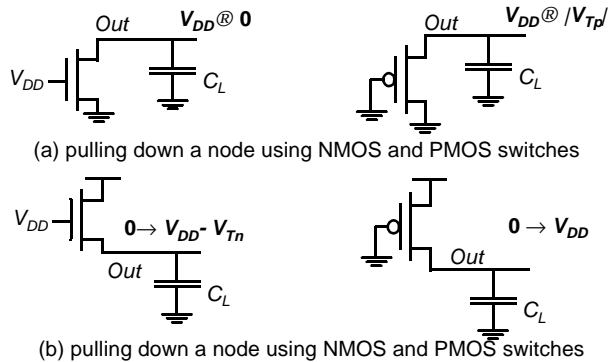 Out V_DD ® 0
V_DD
C_L
Out V_DD ® |V_Tp|
C_L
(a) pulling down a node using NMOS and PMOS switches
V_DD 0 → V_DD - V_Tn
Out
C_L
0 → V_DD
Out
C_L
(b) pulling down a node using NMOS and PMOS switches